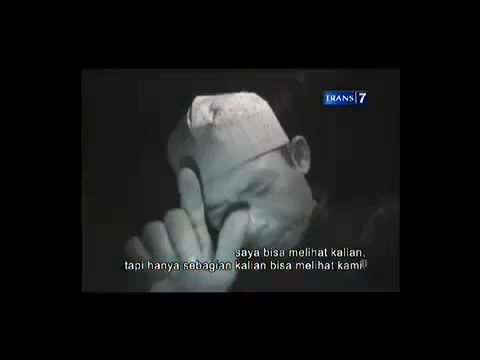 TRANS 7
saya bisa melihat kalian,
tapi hanya sebagian kalian bisa melihat kami